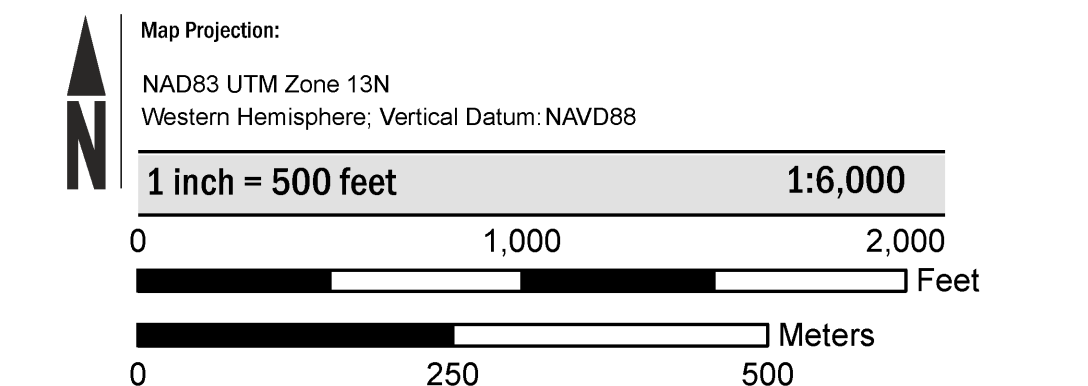 N
Map Projection:
NAD83 UTM Zone 13N
Western Hemisphere; Vertical Datum: NAVD88
1 inch = 500 feet 1:6,000
0 1,000 2,000
Feet
Meters
0 250 500